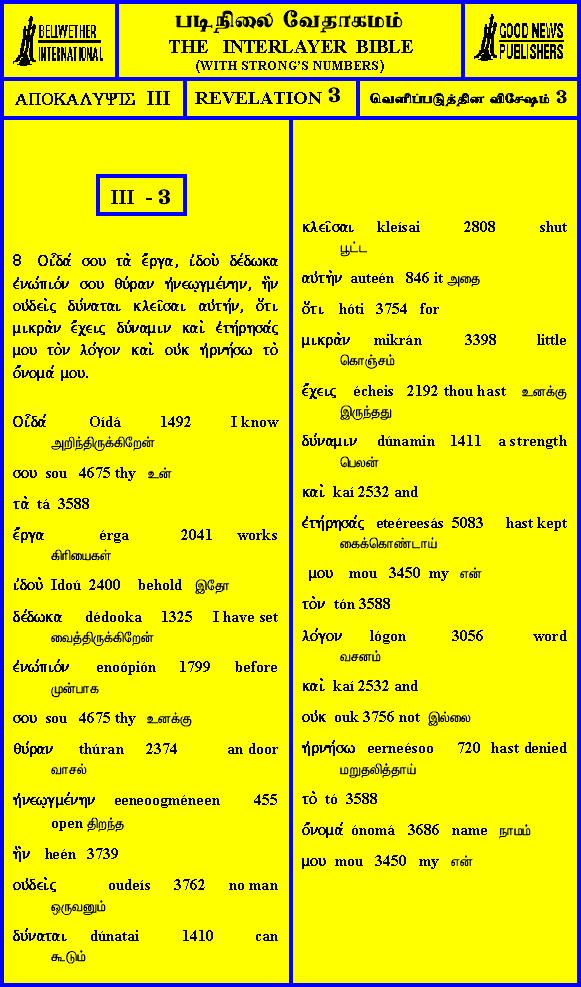 BELLWETHER
INTERNATIONAL
படிநிலை வேதாகமம்
THE INTERLAYER BIBLE
(WITH STRONG'S NUMBERS)
GOOD NEWS
PUBLISHERS
ΑΠΟΚΑΛΥΨΙΣ III
REVELATION 3
வெளிப்படுத்தின விசேஷம் 3
III - 3
8 Οἶδά σου τὰ ἔργα, ἰδοὺ δέδωκα
ἐνώπιόν σου θύραν ἠνεῳγμένην, ἣν
οὐδεὶς δύναται κλεῖσαι αὐτήν, ὅτι
μικρὰν ἔχεις δύναμιν καὶ ἐτήρησάς
μου τὸν λόγον καὶ οὐκ ἠρνήσω τὸ
ὄνομά μου.
Οἶδά Oídá 1492 I know
அறிந்திருக்கிறேன்
σου sou 4675 thy உன்
τὰ tá 3588
ἔργα érga 2041 works
கிரியைகள்
ἰδοὺ Idoú 2400 behold இதோ
δέδωκα dédooka 1325 I have set
வைத்திருக்கிறேன்
ἐνώπιόν enoópión 1799 before
முன்பாக
σου sou 4675 thy உனக்கு
θύραν thúran 2374 an door
வாசல்
ἠνεῳγμένην eeneoogméneen 455
open திறந்த
ἣν heén 3739
οὐδεὶς oudeís 3762 no man
ஒருவனும்
δύναται dúnatai 1410 can
கூடும்
κλεῖσαι kleísai 2808 shut
பூட்ட
αὐτὴν auteén 846 it அதை
ὅτι hóti 3754 for
μικρὰν mikrán 3398 little
கொஞ்சம்
ἔχεις écheis 2192 thou hast உனக்கு
இருந்தது
δύναμιν dúnamin 1411 a strength
பெலன்
καὶ kaí 2532 and
ἐτήρησάς eteéreesás 5083 hast kept
கைக்கொண்டாய்
μου mou 3450 my என்
τὸν tón 3588
λόγον lógon 3056 word
வசனம்
καὶ kaí 2532 and
οὐκ ouk 3756 not இல்லை
ἠρνήσω eerneésoo 720 hast denied
மறுதலித்தாய்
τὸ tó 3588
ὄνομά ónomá 3686 name நாமம்
μου mou 3450 my என்